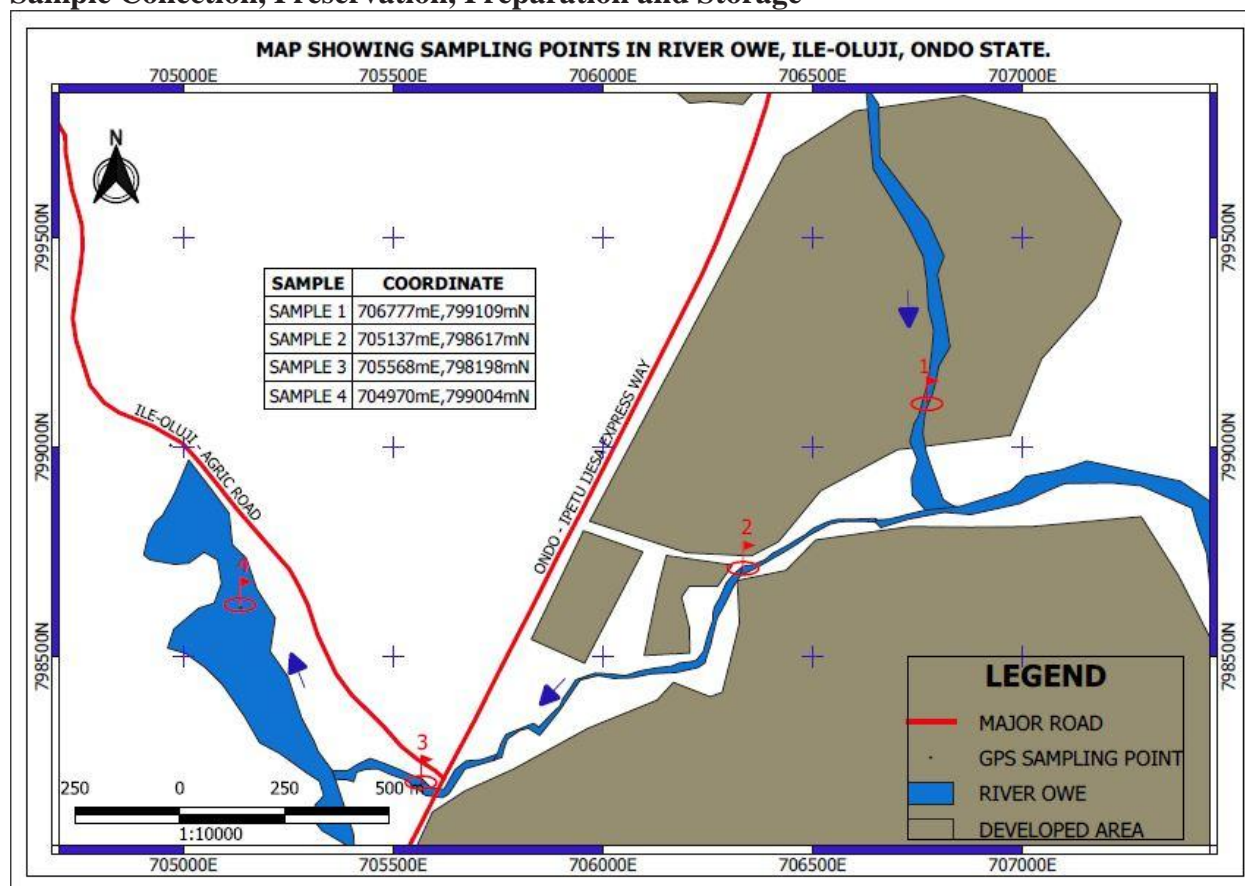 Sample Collection, Preservation, Preparation and Storage
MAP SHOWING SAMPLING POINTS IN RIVER OWE, ILE-OLUJI, ONDO STATE.
705000E 705500E 706000E 706500E 707000E
N
799500N 799500N
SAMPLE COORDINATE
SAMPLE 1 706777mE,799109mN
SAMPLE 2 705137mE,798617mN
SAMPLE 3 705568mE,798198mN
SAMPLE 4 704970mE,799004mN
1
ILE-OLUJI - AGRIC ROAD
ONDO - IPETU IJESA EXPRESS WAY
799000N 799000N
2
4
798500N 798500N
3
LEGEND
MAJOR ROAD
GPS SAMPLING POINT
RIVER OWE
DEVELOPED AREA
250 0 250 500 m
1:10000
705000E 705500E 706000E 706500E 707000E